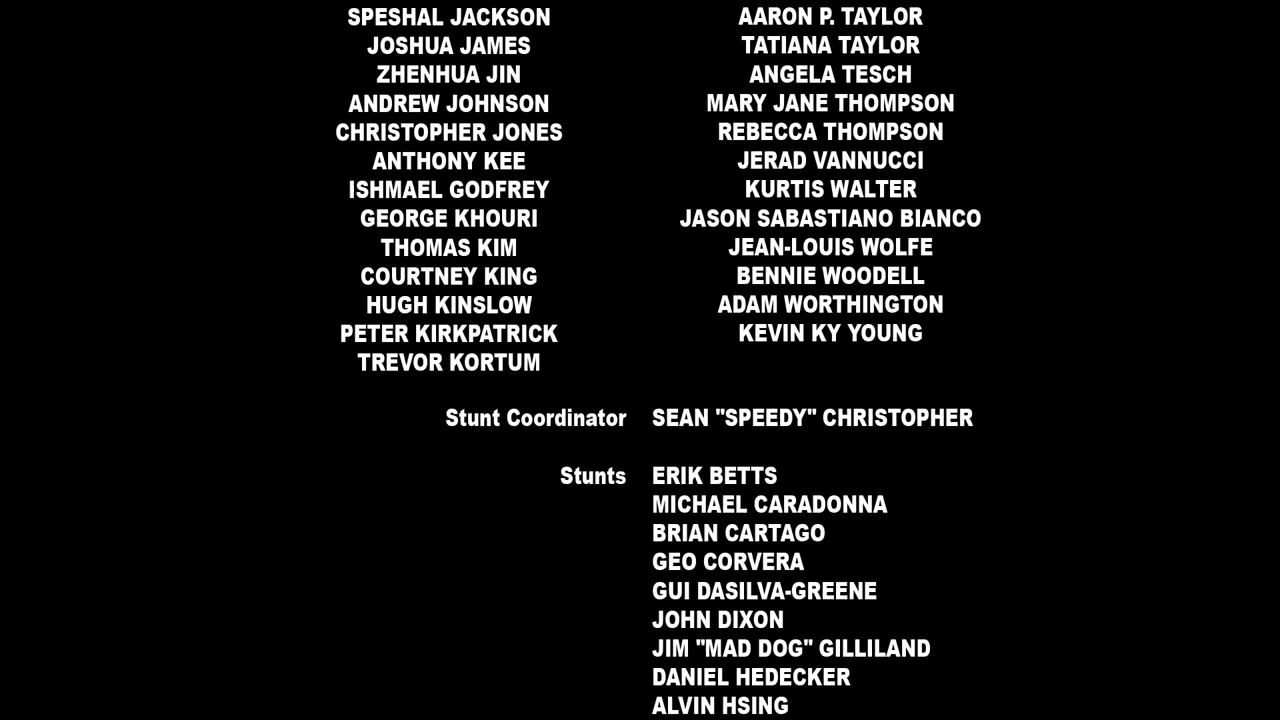 SPESHAL JACKSON
JOSHUA JAMES
ZHENHUA JIN
ANDREW JOHNSON
CHRISTOPHER JONES
ANTHONY KEE
ISHMAEL GODFREY
GEORGE KHOURI
THOMAS KIM
COURTNEY KING
HUGH KINSLOW
PETER KIRKPATRICK
TREVOR KORTUM
AARON P. TAYLOR
TATIANA TAYLOR
ANGELA TESCH
MARY JANE THOMPSON
REBECCA THOMPSON
JERAD VANNUCCI
KURTIS WALTER
JASON SABASTIANO BIANCO
JEAN-LOUIS WOLFE
BENNIE WOODELL
ADAM WORTHINGTON
KEVIN KY YOUNG
Stunt Coordinator SEAN "SPEEDY" CHRISTOPHER
Stunts ERIK BETTS
MICHAEL CARADONNA
BRIAN CARTAGO
GEO CORVERA
GUI DASILVA-GREENE
JOHN DIXON
JIM "MAD DOG" GILLILAND
DANIEL HEDECKER
ALVIN HSING